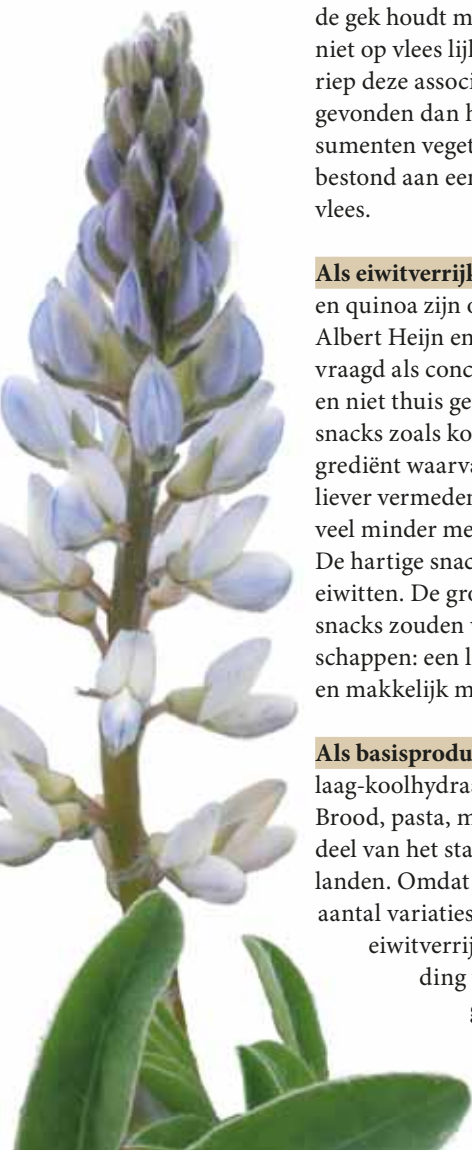 de gek houdt m
niet op vlees lijk
riep deze associ
gevonden dan h
sumenten veget
bestond aan een
vlees.
Als eiwitverrijk
en quinoa zijn o
Albert Heijn en
vraagd als conc
en niet thuis ge
snacks zoals ko
grediënt waarva
liever vermeden
veel minder me
De hartige snac
eiwitten. De gro
snacks zouden v
schappen: een l
en makkelijk m
Als basisprodu
laag-koolhydraa
Brood, pasta, m
deel van het sta
landen. Omdat
aantal variaties
eiwitverrij
ding